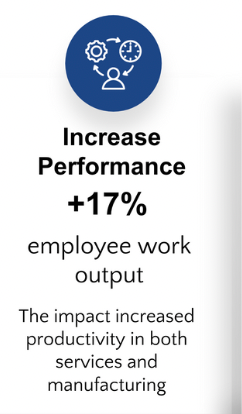 Increase
Performance
+17%
employee work
output
The impact increased
productivity in both
services and
manufacturing